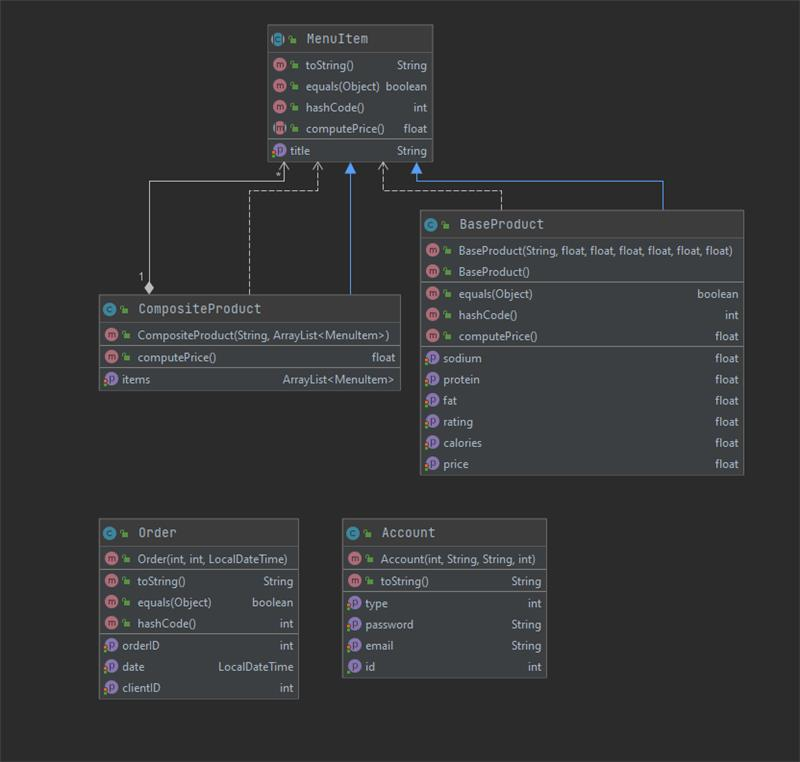 MenuItem
toString() String
equals(Object) boolean
hashCode() int
computePrice() float
title String
*
1
BaseProduct
BaseProduct(String, float, float, float, float, float, float)
BaseProduct()
equals(Object) boolean
hashCode() int
computePrice() float
sodium float
protein float
fat float
rating float
calories float
price float
CompositeProduct
CompositeProduct(String, ArrayList<MenuItem>)
computePrice() float
items ArrayList<MenuItem>
Order
Order(int, int, LocalDateTime)
toString() String
equals(Object) boolean
hashCode() int
orderID int
date LocalDateTime
clientID int
Account
Account(int, String, String, int)
toString() String
type int
password String
email String
id int